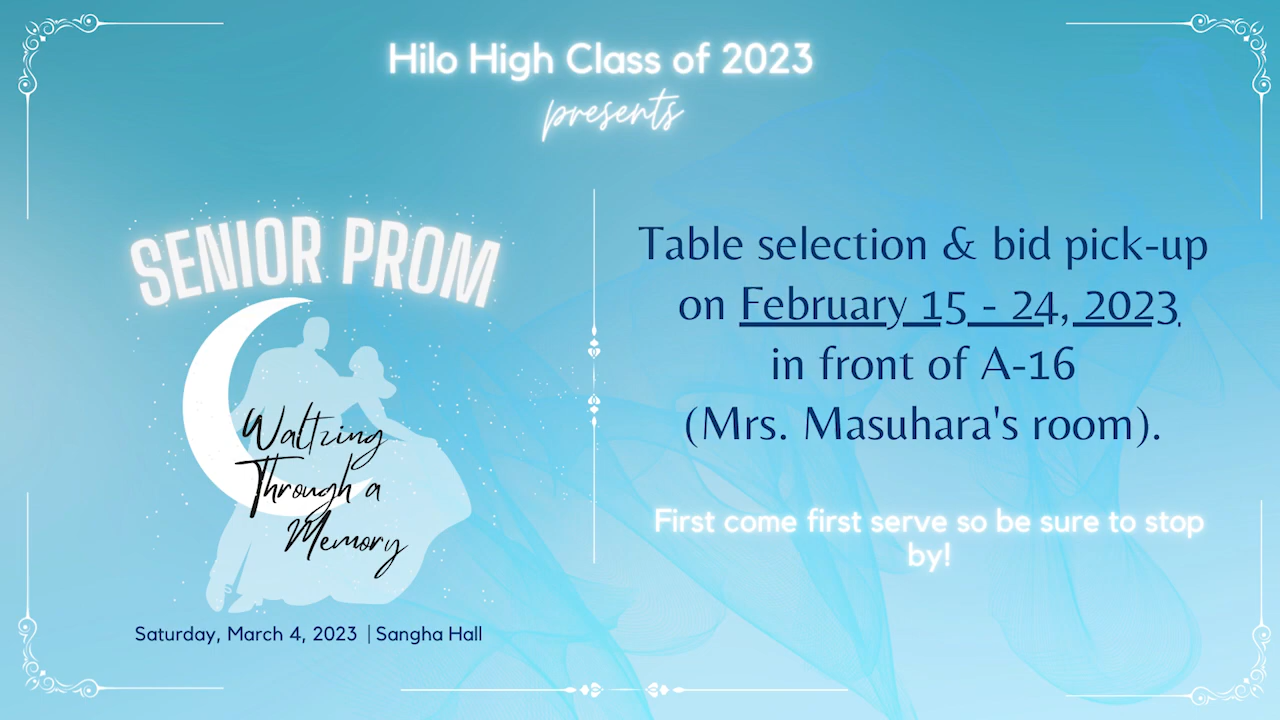 Hilo High Class of 2023
presents
SENIOR PROM
Waltzing
Through a
Memory
Saturday, March 4, 2023 | Sangha Hall
Table selection & bid pick-up
on February 15 - 24, 2023
in front of A-16
(Mrs. Masuhara's room).
First come first serve so be sure to stop
by!